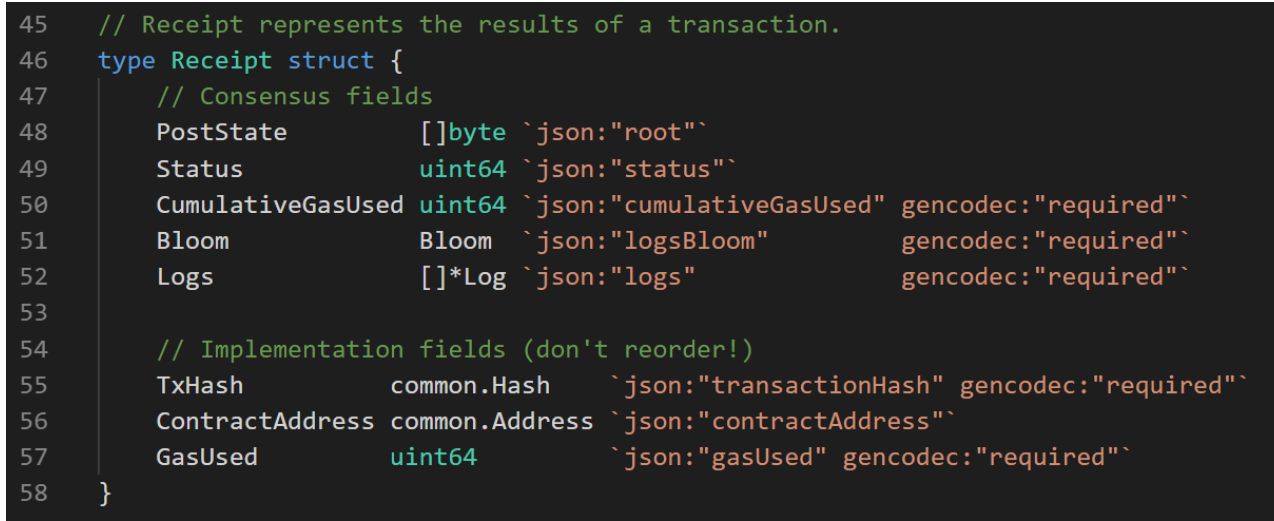 45 // Receipt represents the results of a transaction.
46 type Receipt struct {
47     // Consensus fields
48     PostState         []byte `json:"root"`
49     Status            uint64 `json:"status"`
50     CumulativeGasUsed uint64 `json:"cumulativeGasUsed" gencodec:"required"`
51     Bloom             Bloom  `json:"logsBloom"         gencodec:"required"`
52     Logs              []*Log `json:"logs"              gencodec:"required"`
53
54     // Implementation fields (don't reorder!)
55     TxHash          common.Hash    `json:"transactionHash" gencodec:"required"`
56     ContractAddress common.Address `json:"contractAddress"`
57     GasUsed         uint64         `json:"gasUsed" gencodec:"required"`
58 }